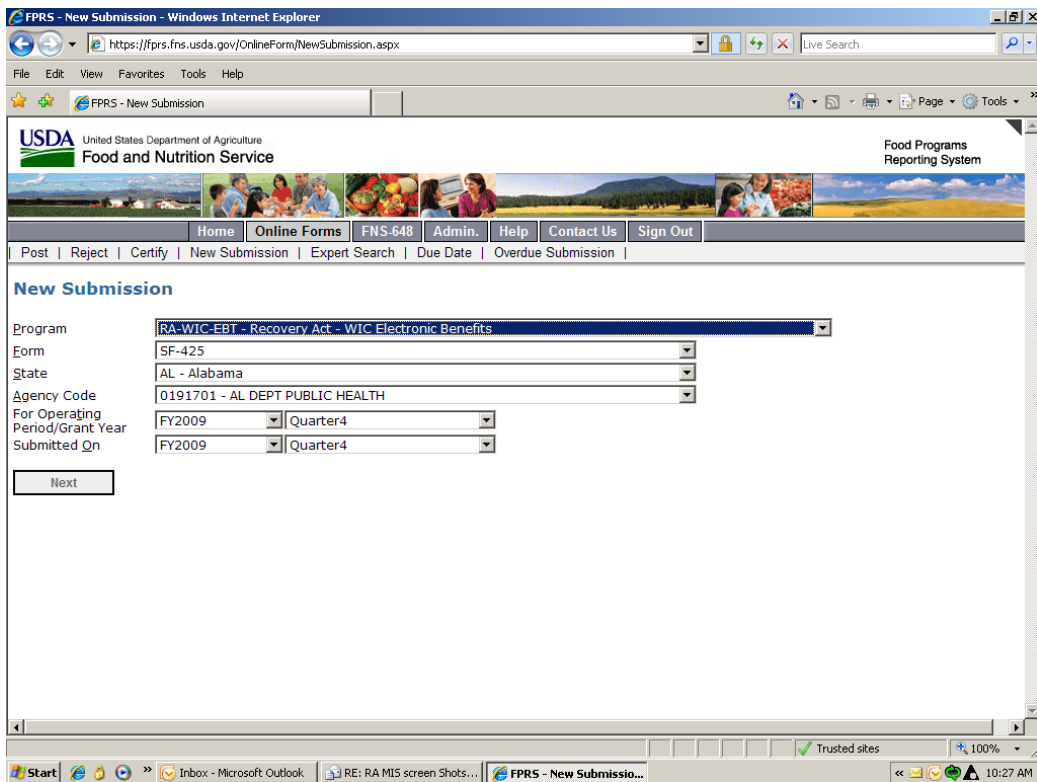 FPRS - New Submission - Windows Internet Explorer
https://fprs.fns.usda.gov/OnlineForm/NewSubmission.aspx
Live Search
File Edit View Favorites Tools Help
FPRS - New Submission
Page Tools »
USDA United States Department of Agriculture
Food and Nutrition Service
Food Programs
Reporting System
Home Online Forms FNS-648 Admin. Help Contact Us Sign Out
| Post | Reject | Certify | New Submission | Expert Search | Due Date | Overdue Submission |
New Submission
Program RA-WIC-EBT - Recovery Act - WIC Electronic Benefits
Form SF-425
State AL - Alabama
Agency Code 0191701 - AL DEPT PUBLIC HEALTH
For Operating
Period/Grant Year FY2009 Quarter4
Submitted On FY2009 Quarter4
Next
Trusted sites 100%
Start » Inbox - Microsoft Outlook RE: RA MIS screen Shots... FPRS - New Submissio... « 10:27 AM